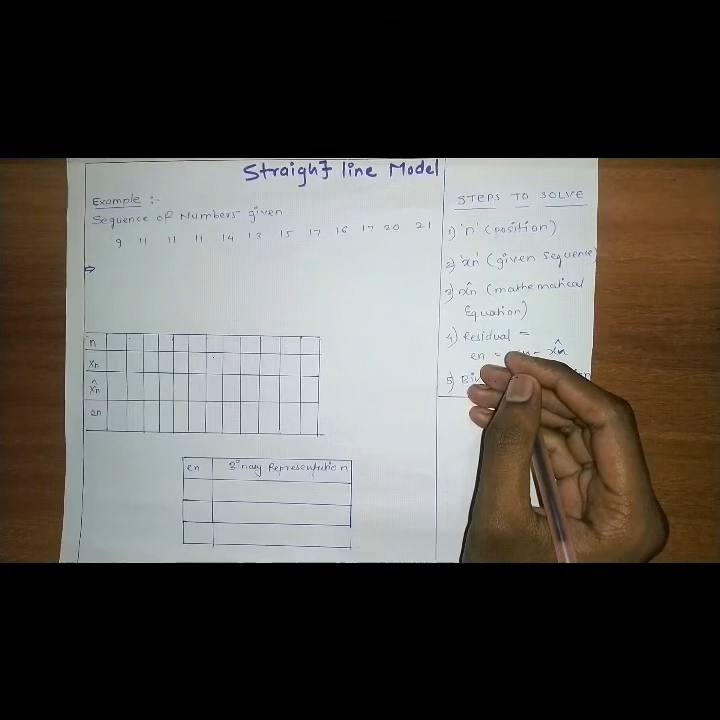 Straight line Model
Example :-
Sequence of Numbers given
9 11 11 11 14 13 15 17 16 17 20 21
n
xn
x̂n
en
en Binary Representation
STEPS TO SOLVE
1) 'n' (position)
2) 'xn' (given sequence)
3) x̂n (mathematical
Equation)
4) Residual =
en = - x̂n
5)